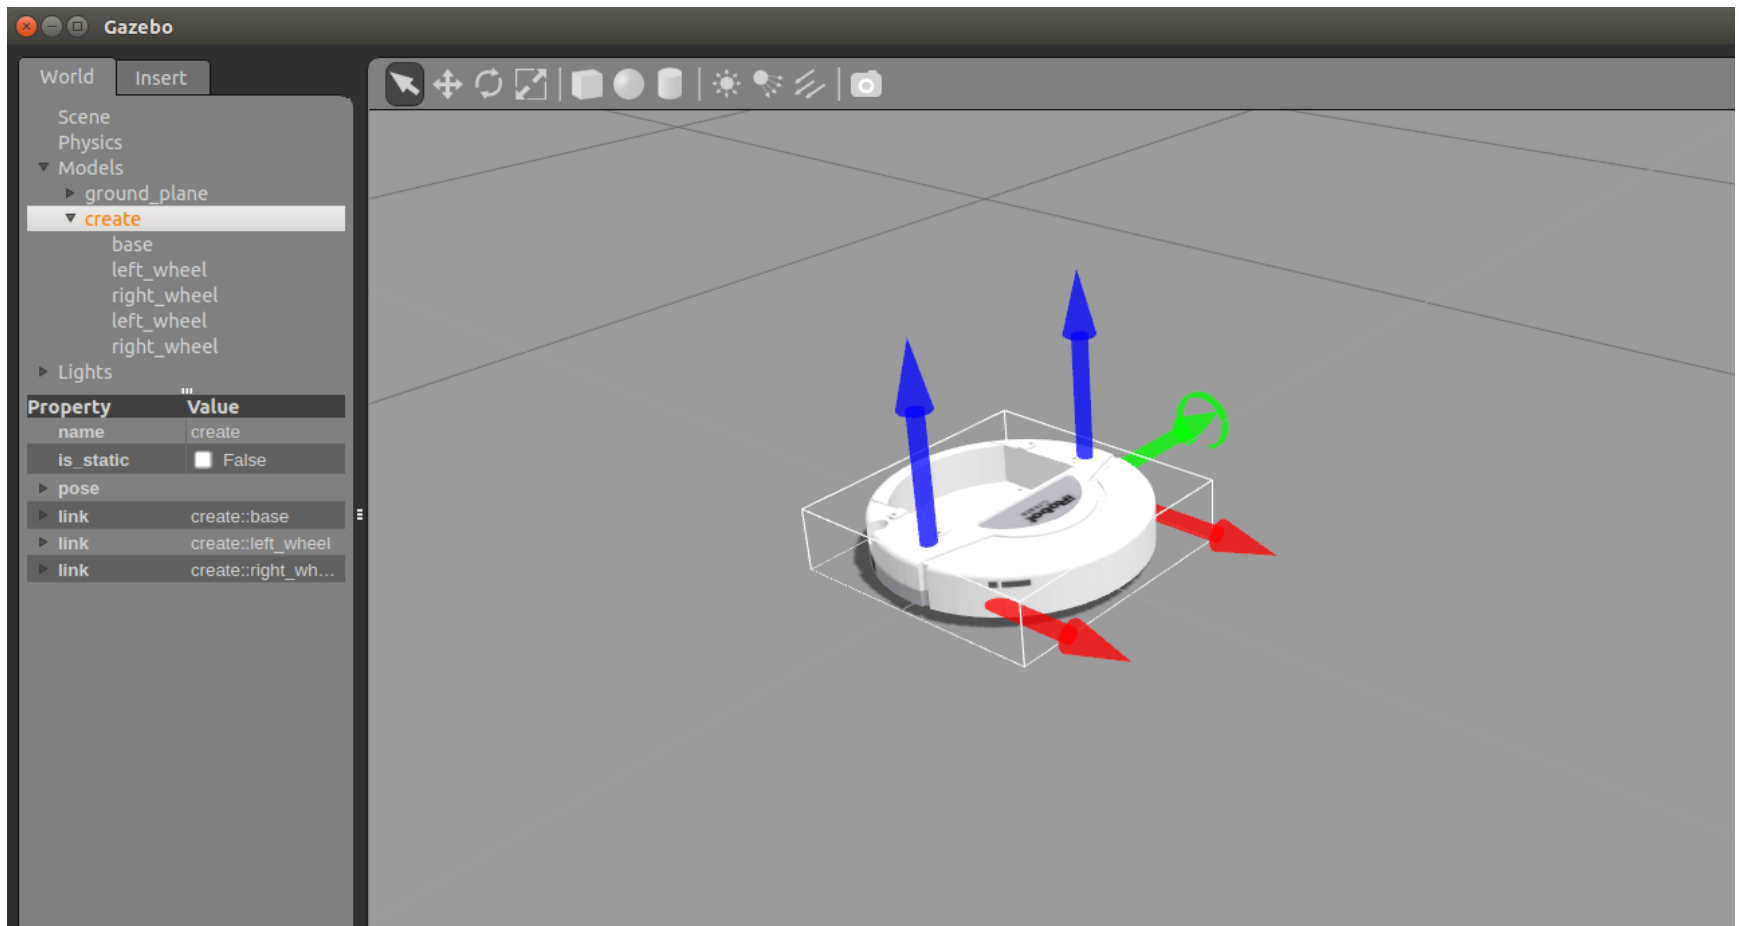 Gazebo
World Insert
Scene
Physics
Models
ground_plane
create
base
left_wheel
right_wheel
left_wheel
right_wheel
Lights
Property Value
name create
is_static False
pose
link create::base
link create::left_wheel
link create::right_wh...
iRobot